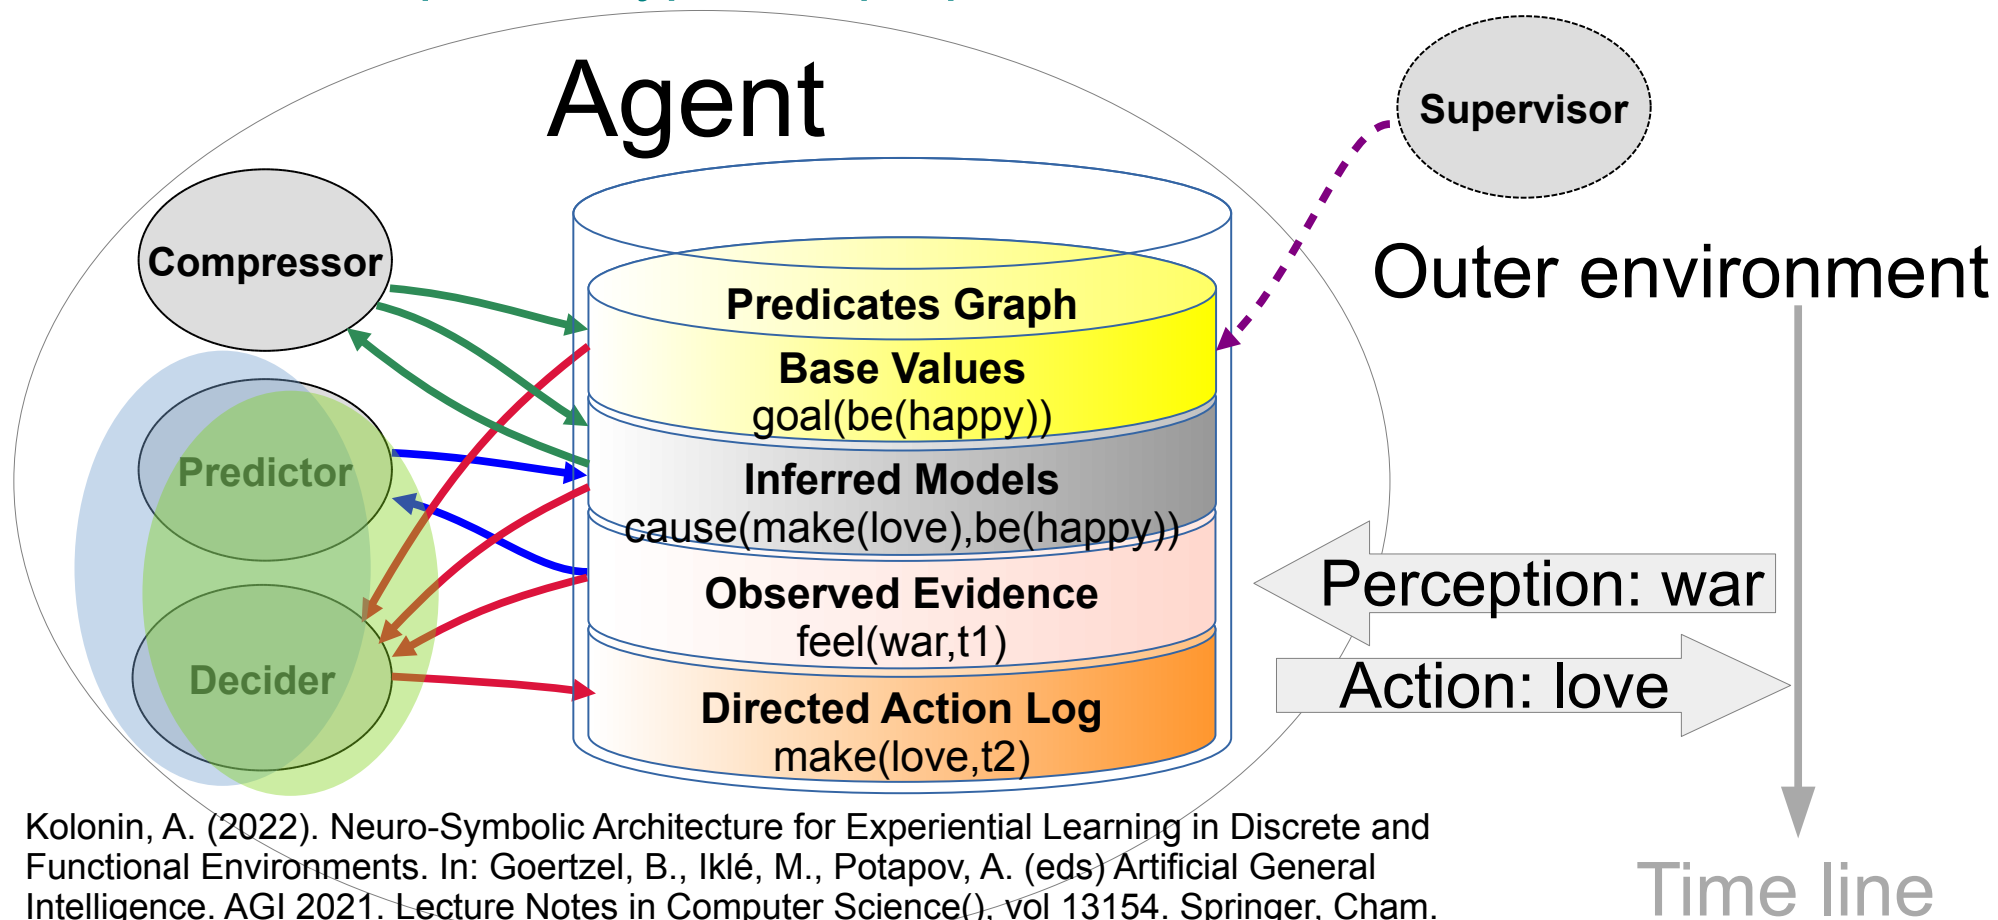 Agent
Supervisor
Compressor
Outer environment
Predicates Graph
Base Values
goal(be(happy))
Predictor
Inferred Models
cause(make(love),be(happy))
Perception: war
Observed Evidence
feel(war,t1)
Action: love
Decider
Directed Action Log
make(love,t2)
Kolonin, A. (2022). Neuro-Symbolic Architecture for Experiential Learning in Discrete and
Functional Environments. In: Goertzel, B., Iklé, M., Potapov, A. (eds) Artificial General
Intelligence. AGI 2021. Lecture Notes in Computer Science(), vol 13154. Springer, Cham.
Time line